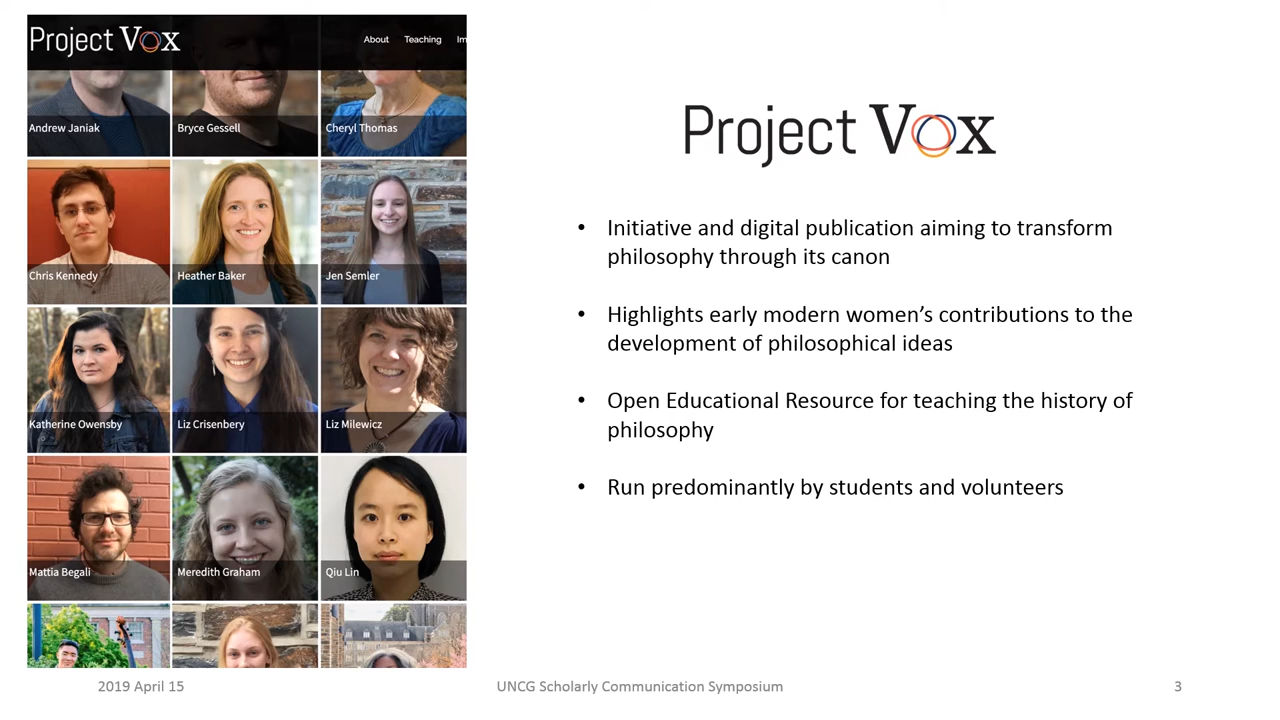 Project Vox
About Teaching Im
Andrew Janiak
Bryce Gessell
Cheryl Thomas
Chris Kennedy
Heather Baker
Jen Semler
Katherine Owensby
Liz Crisenbery
Liz Milewicz
Mattia Begali
Meredith Graham
Qiu Lin
Project Vox
• Initiative and digital publication aiming to transform
philosophy through its canon
• Highlights early modern women’s contributions to the
development of philosophical ideas
• Open Educational Resource for teaching the history of
philosophy
• Run predominantly by students and volunteers
2019 April 15
UNCG Scholarly Communication Symposium
3